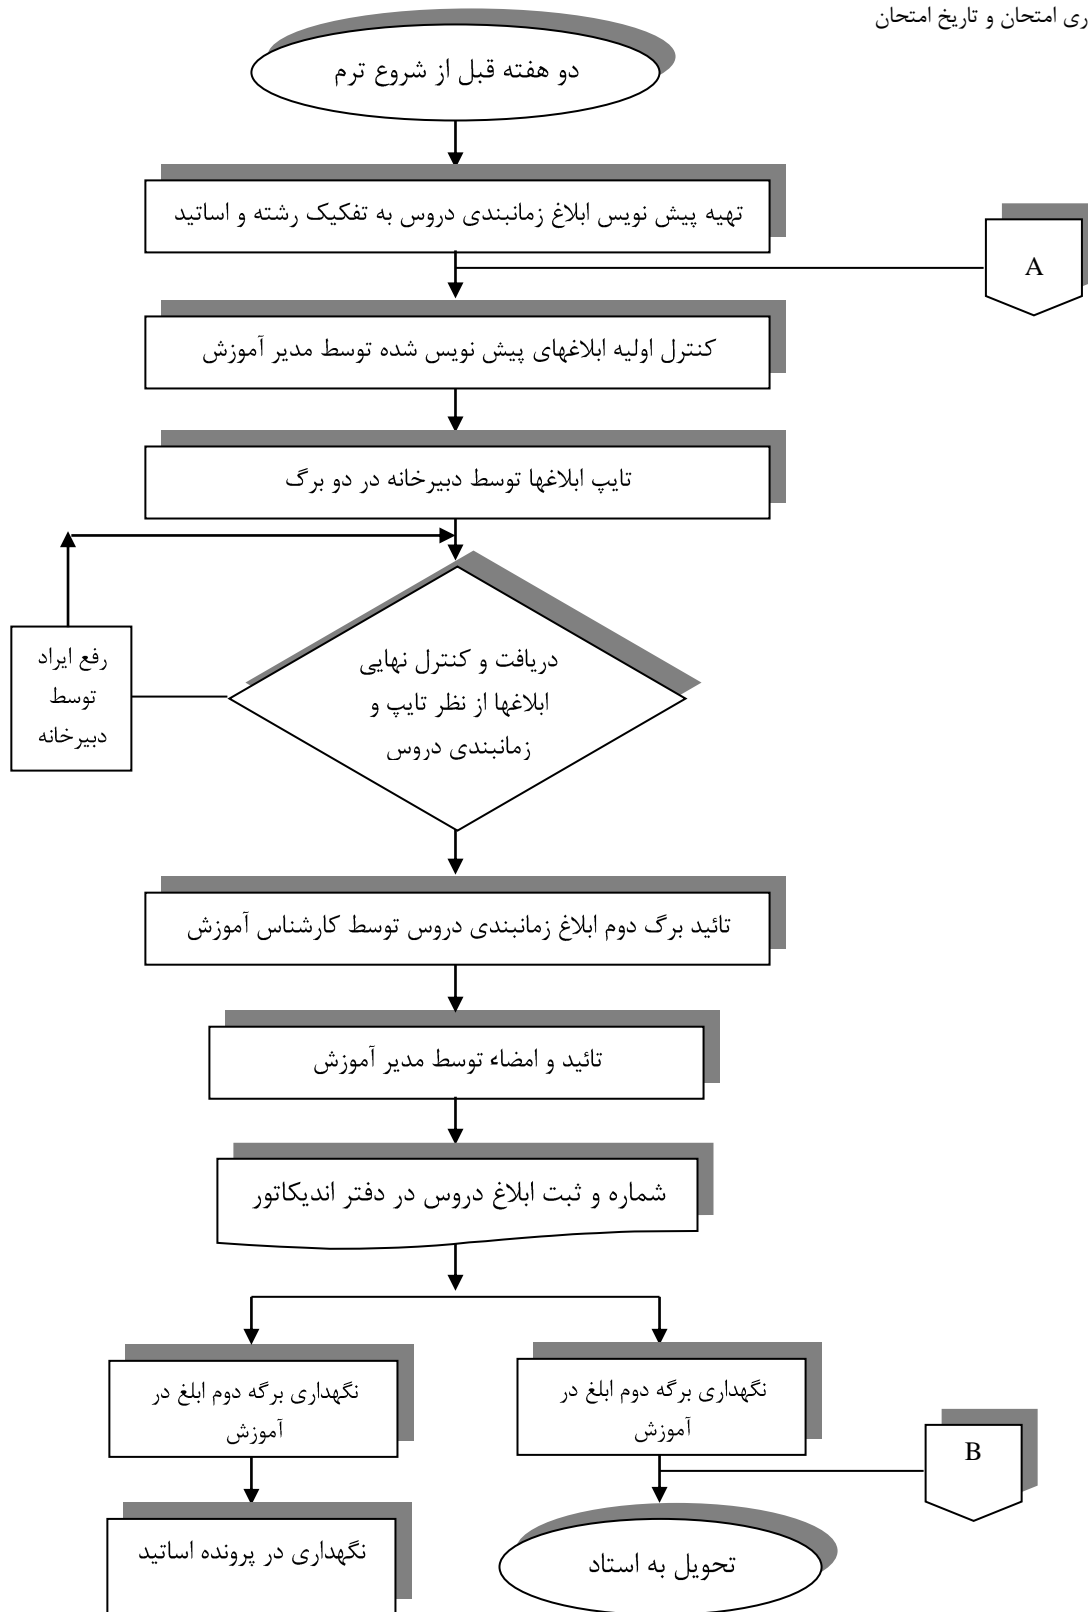 ری امتحان و تاریخ امتحان
دو هفته قبل از شروع ترم
تهیه پیش نویس ابلاغ زمانبندی دروس به تفکیک رشته و اساتید
A
کنترل اولیه ابلاغهای پیش نویس شده توسط مدیر آموزش
تایپ ابلاغها توسط دبیرخانه در دو برگ
دریافت و کنترل نهایی
ابلاغها از نظر تایپ و
زمانبندی دروس
رفع ایراد
توسط
دبیرخانه
تائید برگ دوم ابلاغ زمانبندی دروس توسط کارشناس آموزش
تائید و امضاء توسط مدیر آموزش
شماره و ثبت ابلاغ دروس در دفتر اندیکاتور
نگهداری برگه دوم ابلغ در
آموزش
نگهداری برگه دوم ابلغ در
آموزش
B
تحویل به استاد
نگهداری در پرونده اساتید